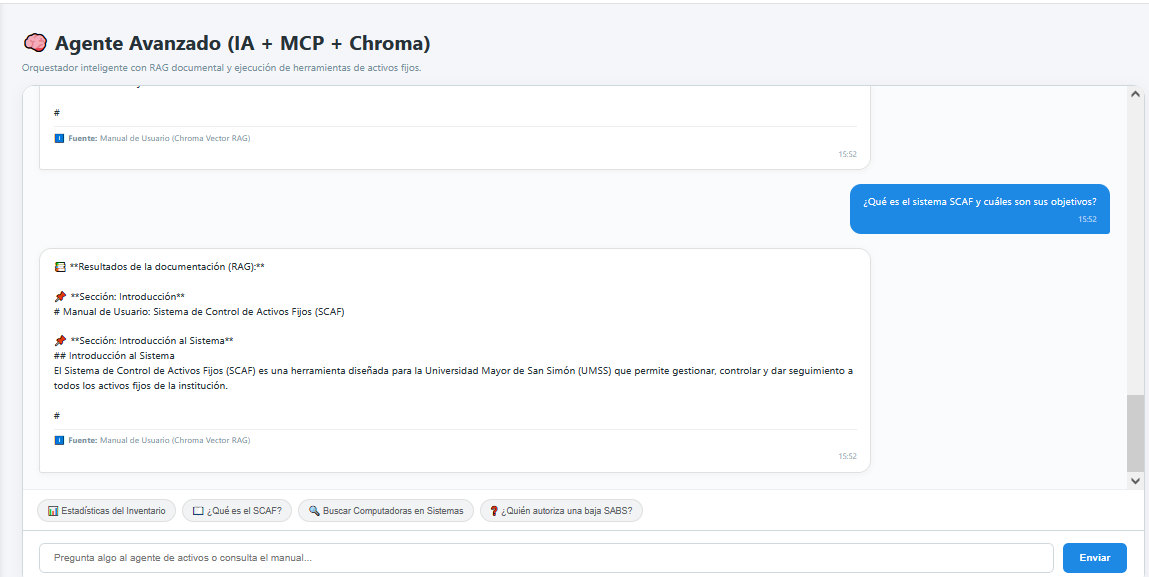 Agente Avanzado (IA + MCP + Chroma)
Orquestador inteligente con RAG documental y ejecución de herramientas de activos fijos.
#
Fuente: Manual de Usuario (Chroma Vector RAG)
15:52
¿Qué es el sistema SCAF y cuáles son sus objetivos?
15:52
**Resultados de la documentación (RAG):**
**Sección: Introducción**
# Manual de Usuario: Sistema de Control de Activos Fijos (SCAF)
**Sección: Introducción al Sistema**
## Introducción al Sistema
El Sistema de Control de Activos Fijos (SCAF) es una herramienta diseñada para la Universidad Mayor de San Simón (UMSS) que permite gestionar, controlar y dar seguimiento a
todos los activos fijos de la institución.
#
Fuente: Manual de Usuario (Chroma Vector RAG)
15:52
Estadísticas del Inventario
¿Qué es el SCAF?
Buscar Computadoras en Sistemas
¿Quién autoriza una baja SABS?
Pregunta algo al agente de activos o consulta el manual...
Enviar